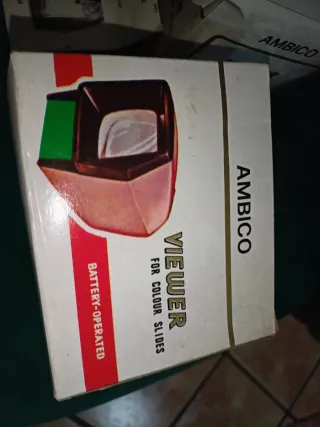 AMBICO
AMBICO
VIEWER
FOR COLOUR SLIDES
BATTERY-OPERATED